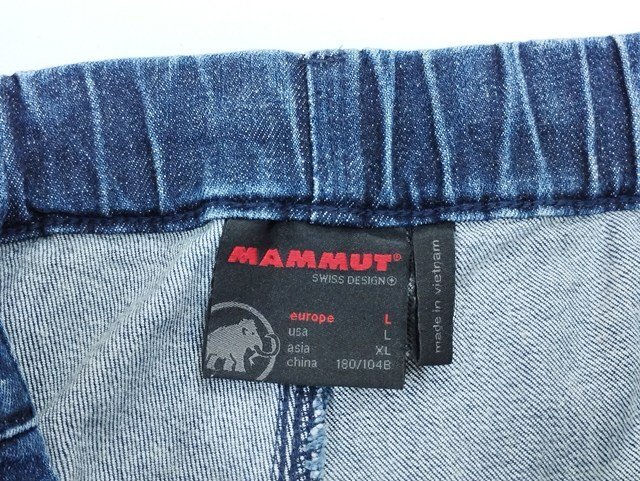 MAMMUT®
SWISS DESIGN
europe L
usa L
asia XL
china 180/104B
made in vietnam